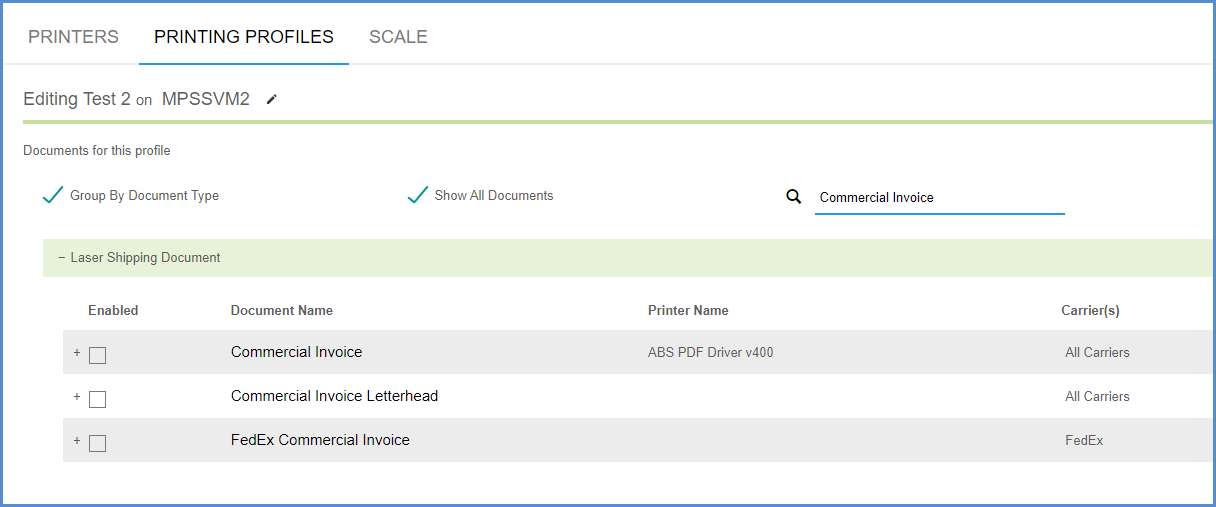 PRINTERS PRINTING PROFILES SCALE
Editing Test 2 on MPSSVM2
Documents for this profile
Group By Document Type Show All Documents Commercial Invoice
− Laser Shipping Document
Enabled Document Name Printer Name Carrier(s)
+ Commercial Invoice ABS PDF Driver v400 All Carriers
+ Commercial Invoice Letterhead All Carriers
+ FedEx Commercial Invoice FedEx